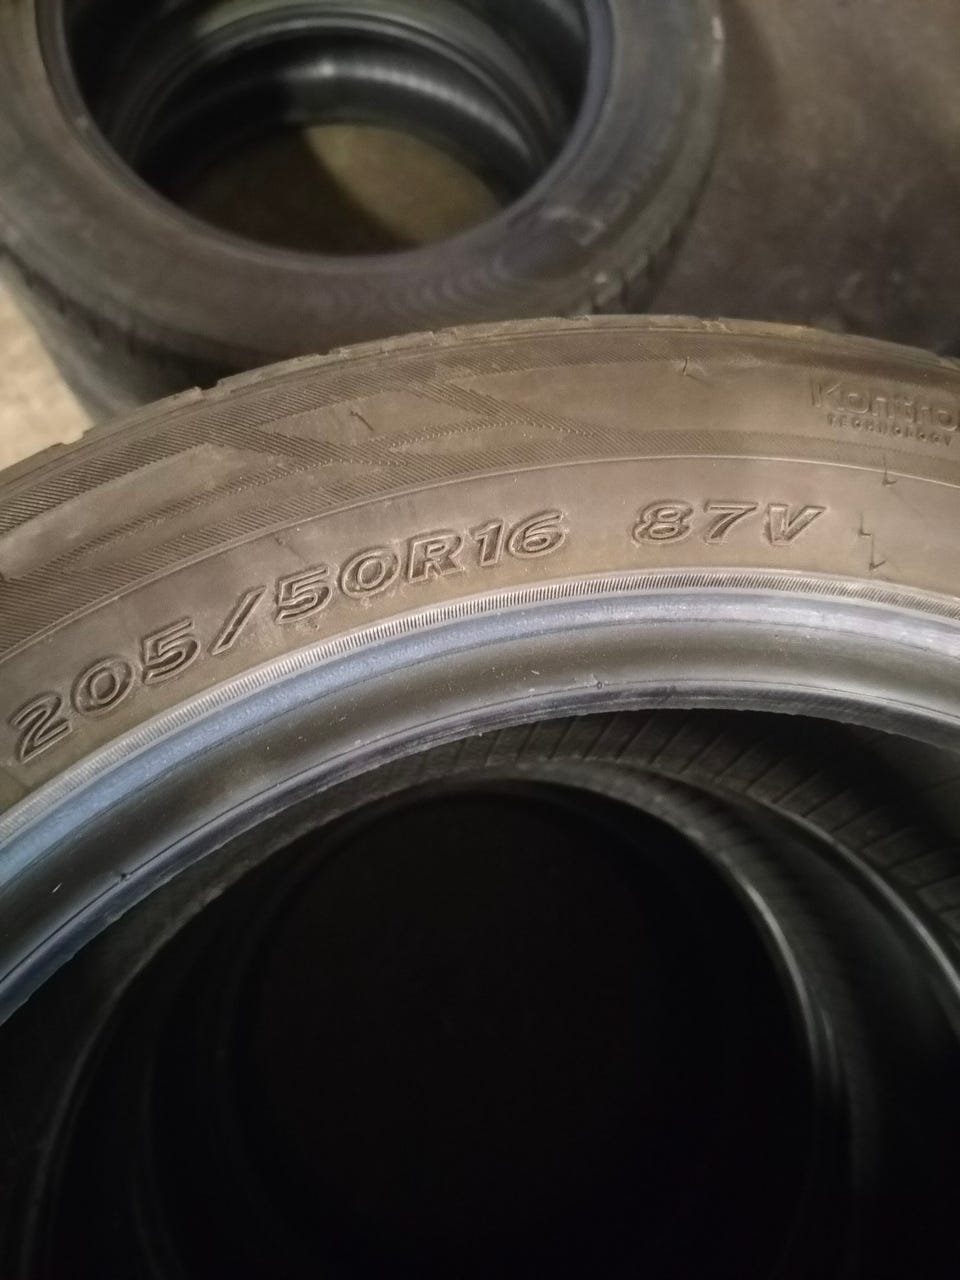 Kontrol
TECHNOLOGY
205/50R16 87V